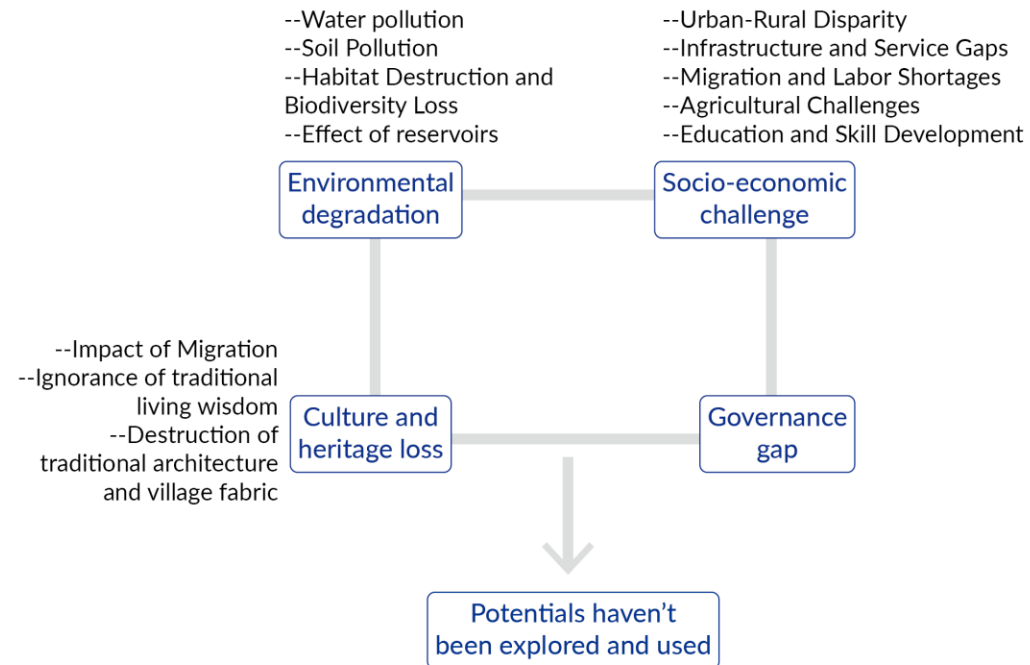 --Water pollution
--Soil Pollution
--Habitat Destruction and
Biodiversity Loss
--Effect of reservoirs
--Urban-Rural Disparity
--Infrastructure and Service Gaps
--Migration and Labor Shortages
--Agricultural Challenges
--Education and Skill Development
Environmental
degradation
Socio-economic
challenge
--Impact of Migration
--Ignorance of traditional
living wisdom
--Destruction of
traditional architecture
and village fabric
Culture and
heritage loss
Governance
gap
Potentials haven’t
been explored and used